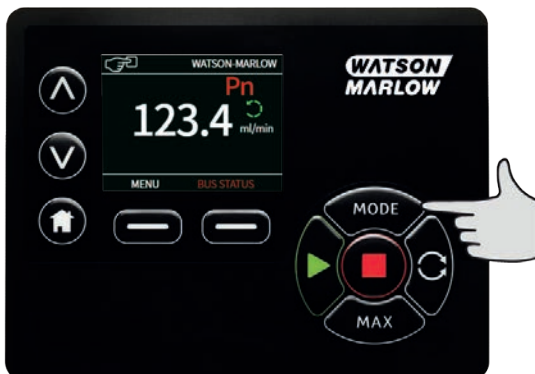 WATSON-MARLOW
Pn
123.4 ml/min
MENU BUS STATUS
WATSON
MARLOW
MODE
MAX